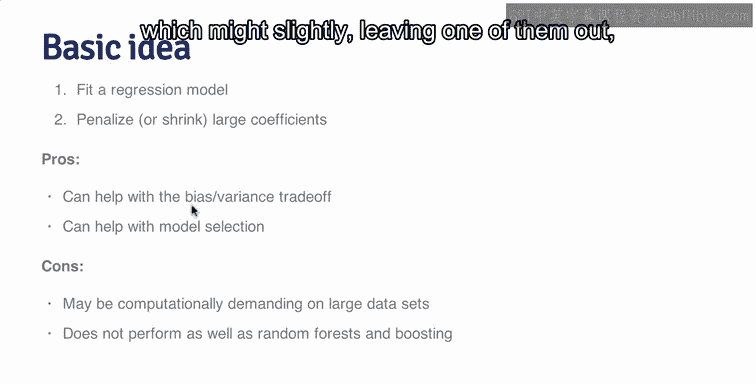 which might slightly, leaving one of them out,
Basic idea
1. Fit a regression model
2. Penalize (or shrink) large coefficients
Pros:
· Can help with the bias/variance tradeoff
· Can help with model selection
Cons:
· May be computationally demanding on large data sets
· Does not perform as well as random forests and boosting